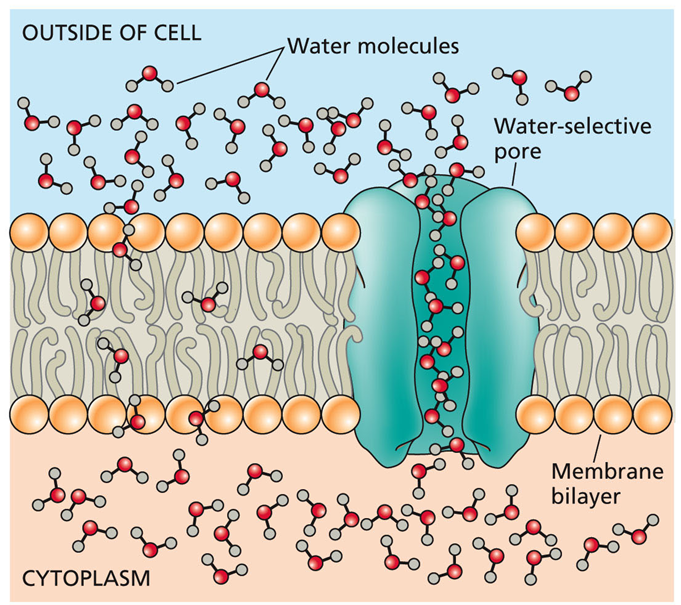 OUTSIDE OF CELL
Water molecules
Water-selective
pore
Membrane
bilayer
CYTOPLASM